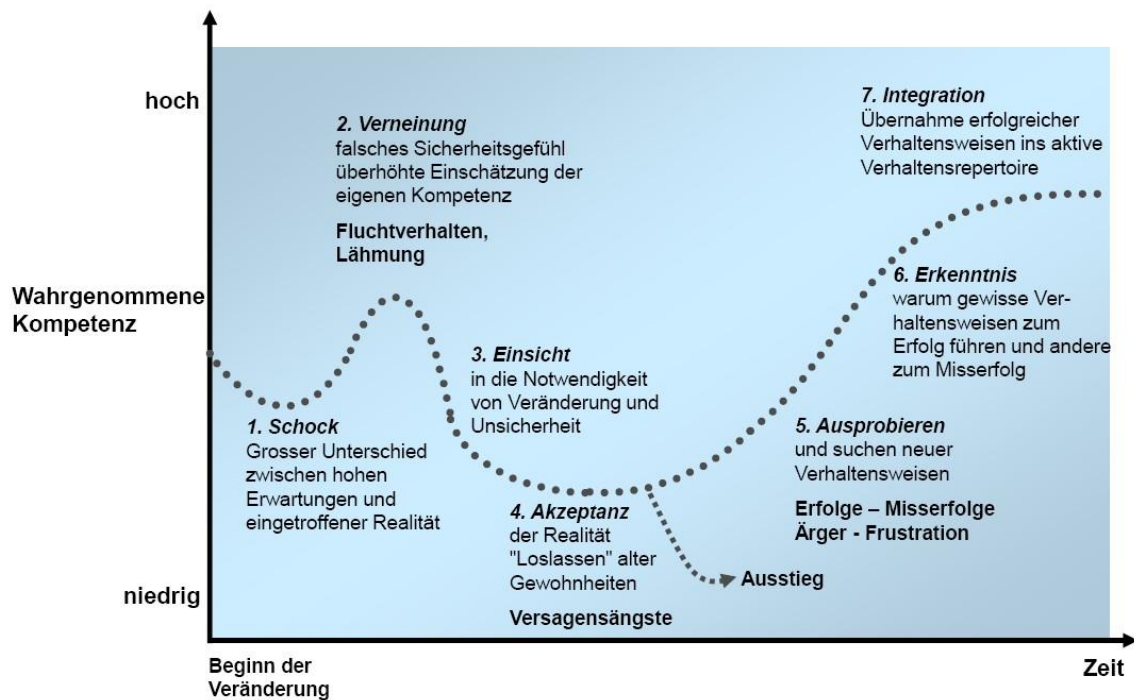 hoch
Wahrgenommene
Kompetenz
niedrig
1. Schock
Grosser Unterschied
zwischen hohen
Erwartungen und
eingetroffener Realität
2. Verneinung
falsches Sicherheitsgefühl
überhöhte Einschätzung der
eigenen Kompetenz
Fluchtverhalten,
Lähmung
3. Einsicht
in die Notwendigkeit
von Veränderung und
Unsicherheit
4. Akzeptanz
der Realität
"Loslassen" alter
Gewohnheiten
Versagensängste
Ausstieg
5. Ausprobieren
und suchen neuer
Verhaltensweisen
Erfolge – Misserfolge
Ärger - Frustration
6. Erkenntnis
warum gewisse Ver-
haltensweisen zum
Erfolg führen und andere
zum Misserfolg
7. Integration
Übernahme erfolgreicher
Verhaltensweisen ins aktive
Verhaltensrepertoire
Beginn der
Veränderung
Zeit